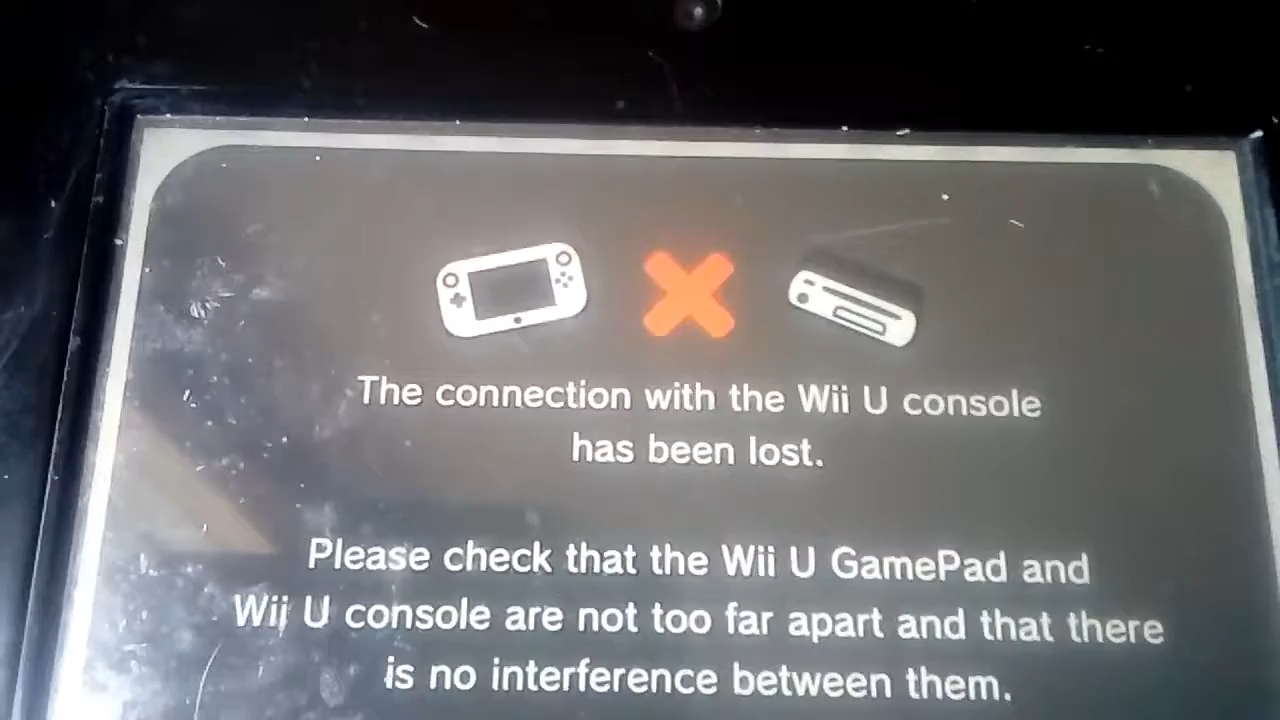 The connection with the Wii U console
has been lost.
Please check that the Wii U GamePad and
Wii U console are not too far apart and that there
is no interference between them.